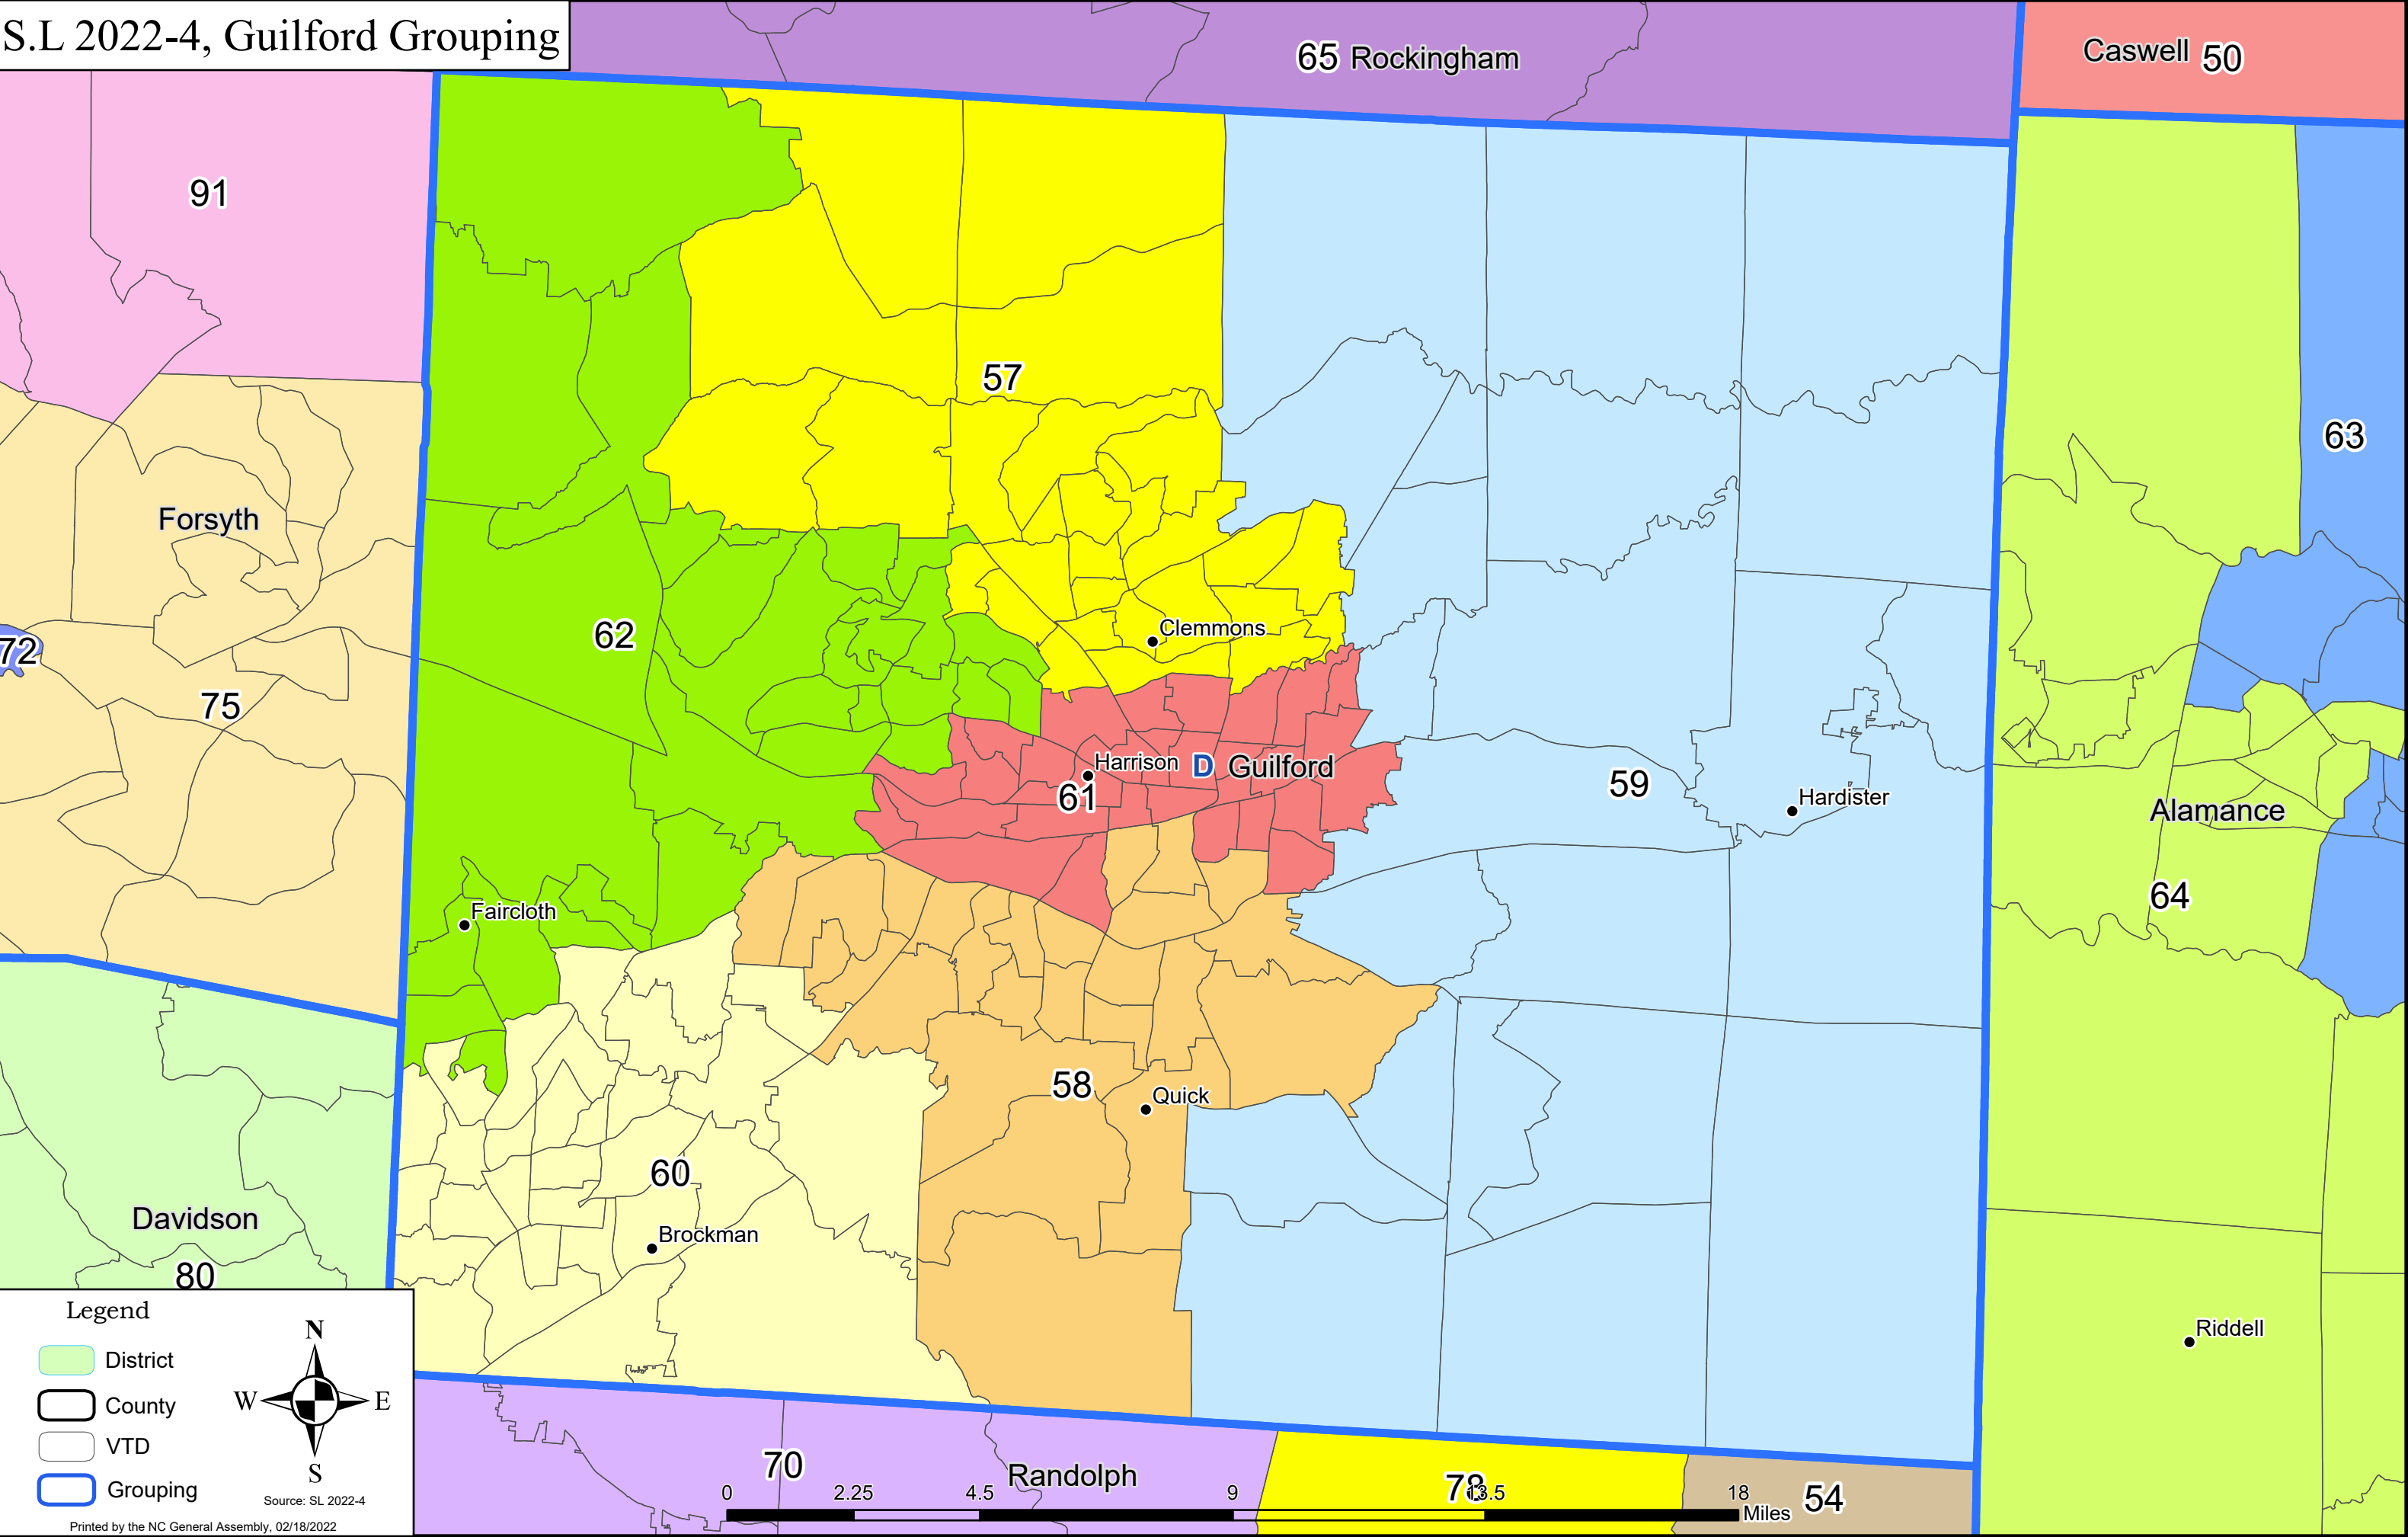 S.L 2022-4, Guilford Grouping
65 Rockingham
Caswell 50
91
57
63
Forsyth
62
Clemmons
72
75
Harrison
D Guilford
61
59
Hardister
Alamance
64
Faircloth
58
Quick
60
Brockman
Davidson
80
Riddell
Legend
District
County
VTD
Grouping
N
W E
S
Source: SL 2022-4
Printed by the NC General Assembly, 02/18/2022
70
Randolph
54
0 2.25 4.5 9 13.5 18
Miles